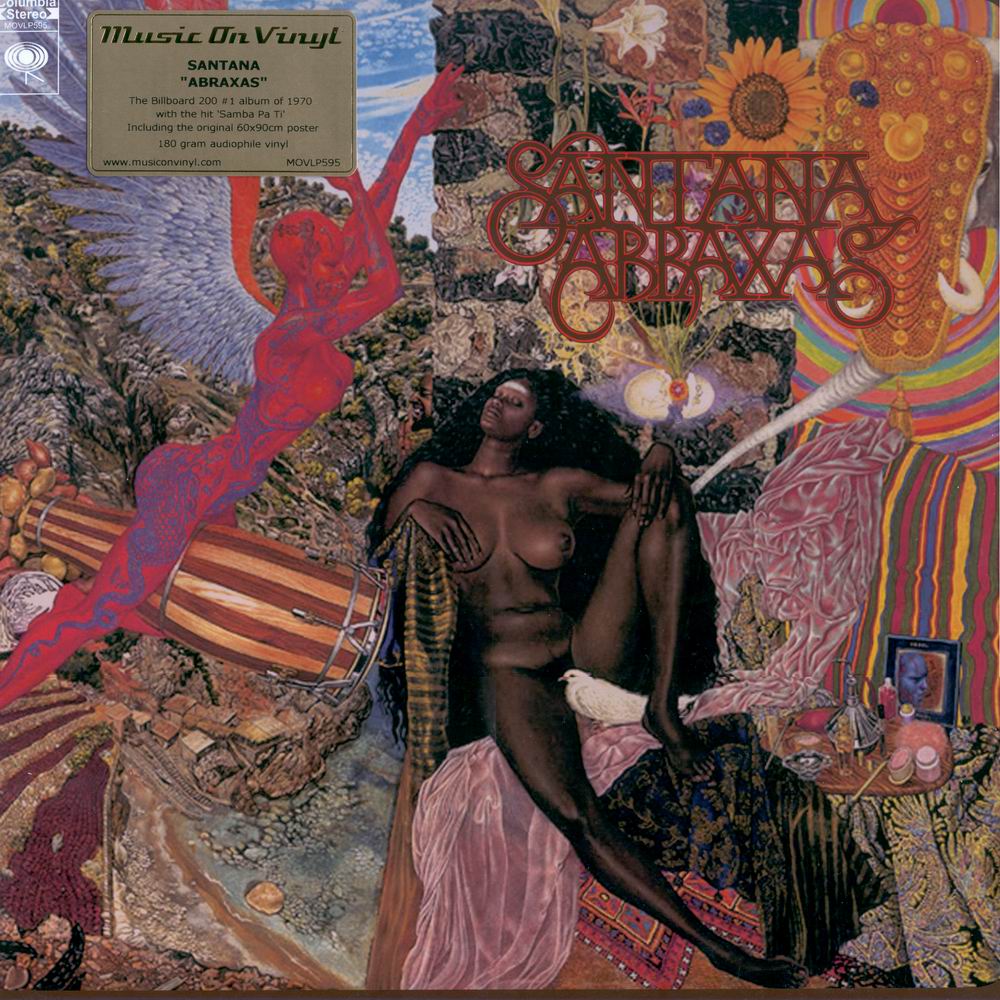 Columbia
Stereo
MOVLP595
Music On Vinyl
SANTANA
"ABRAXAS"
The Billboard 200 #1 album of 1970
with the hit 'Samba Pa Ti'
Including the original 60x90cm poster
180 gram audiophile vinyl
www.musiconvinyl.com MOVLP595
SANTANA
ABRAXAS